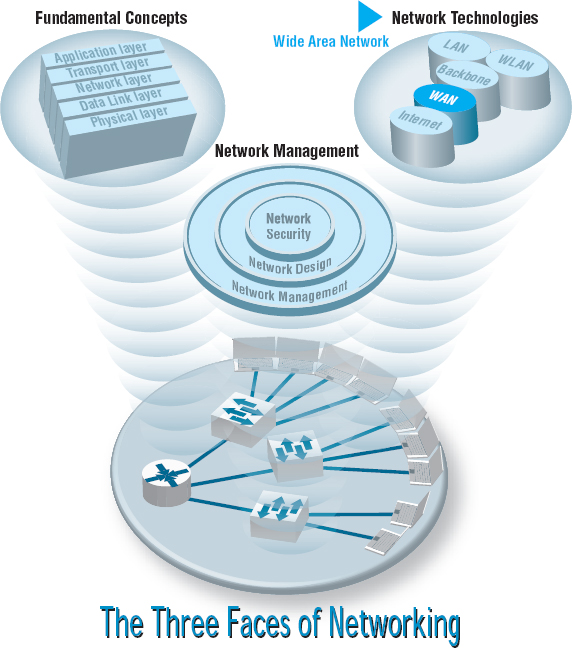 Fundamental Concepts
Application layer
Transport layer
Network layer
Data Link layer
Physical layer
Network Technologies
Wide Area Network
LAN
WLAN
Backbone
WAN
Internet
Network Management
Network
Security
Network Design
Network Management
The Three Faces of Networking